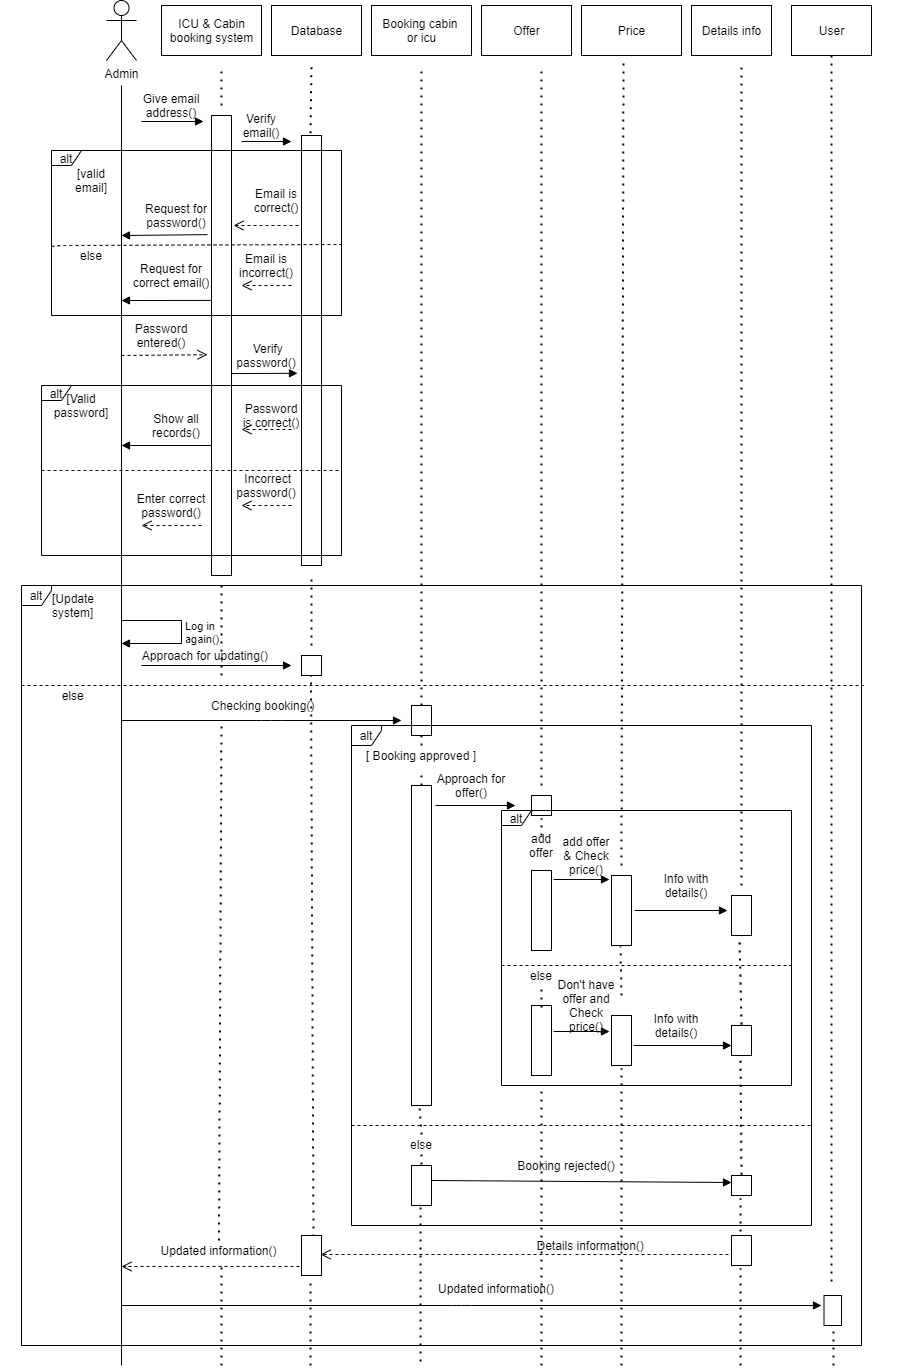 ICU & Cabin
booking system
Database
Booking cabin
or icu
Offer
Price
Details info
User
Admin
Give email
address()
Verify
email()
alt
[valid
email]
Email is
correct()
Request for
password()
else
Email is
incorrect()
Request for
correct email()
Password
entered()
Verify
password()
alt
[Valid
password]
Password
is correct()
Show all
records()
Incorrect
password()
Enter correct
password()
alt
[Update
system]
Log in
again()
Approach for updating()
else
Checking booking()
alt
[ Booking approved ]
Approach for
offer()
alt
add
offer
add offer
& Check
price()
Info with
details()
else
Don't have
offer and
Check
price()
Info with
details()
else
Booking rejected()
Details information()
Updated information()
Updated information()